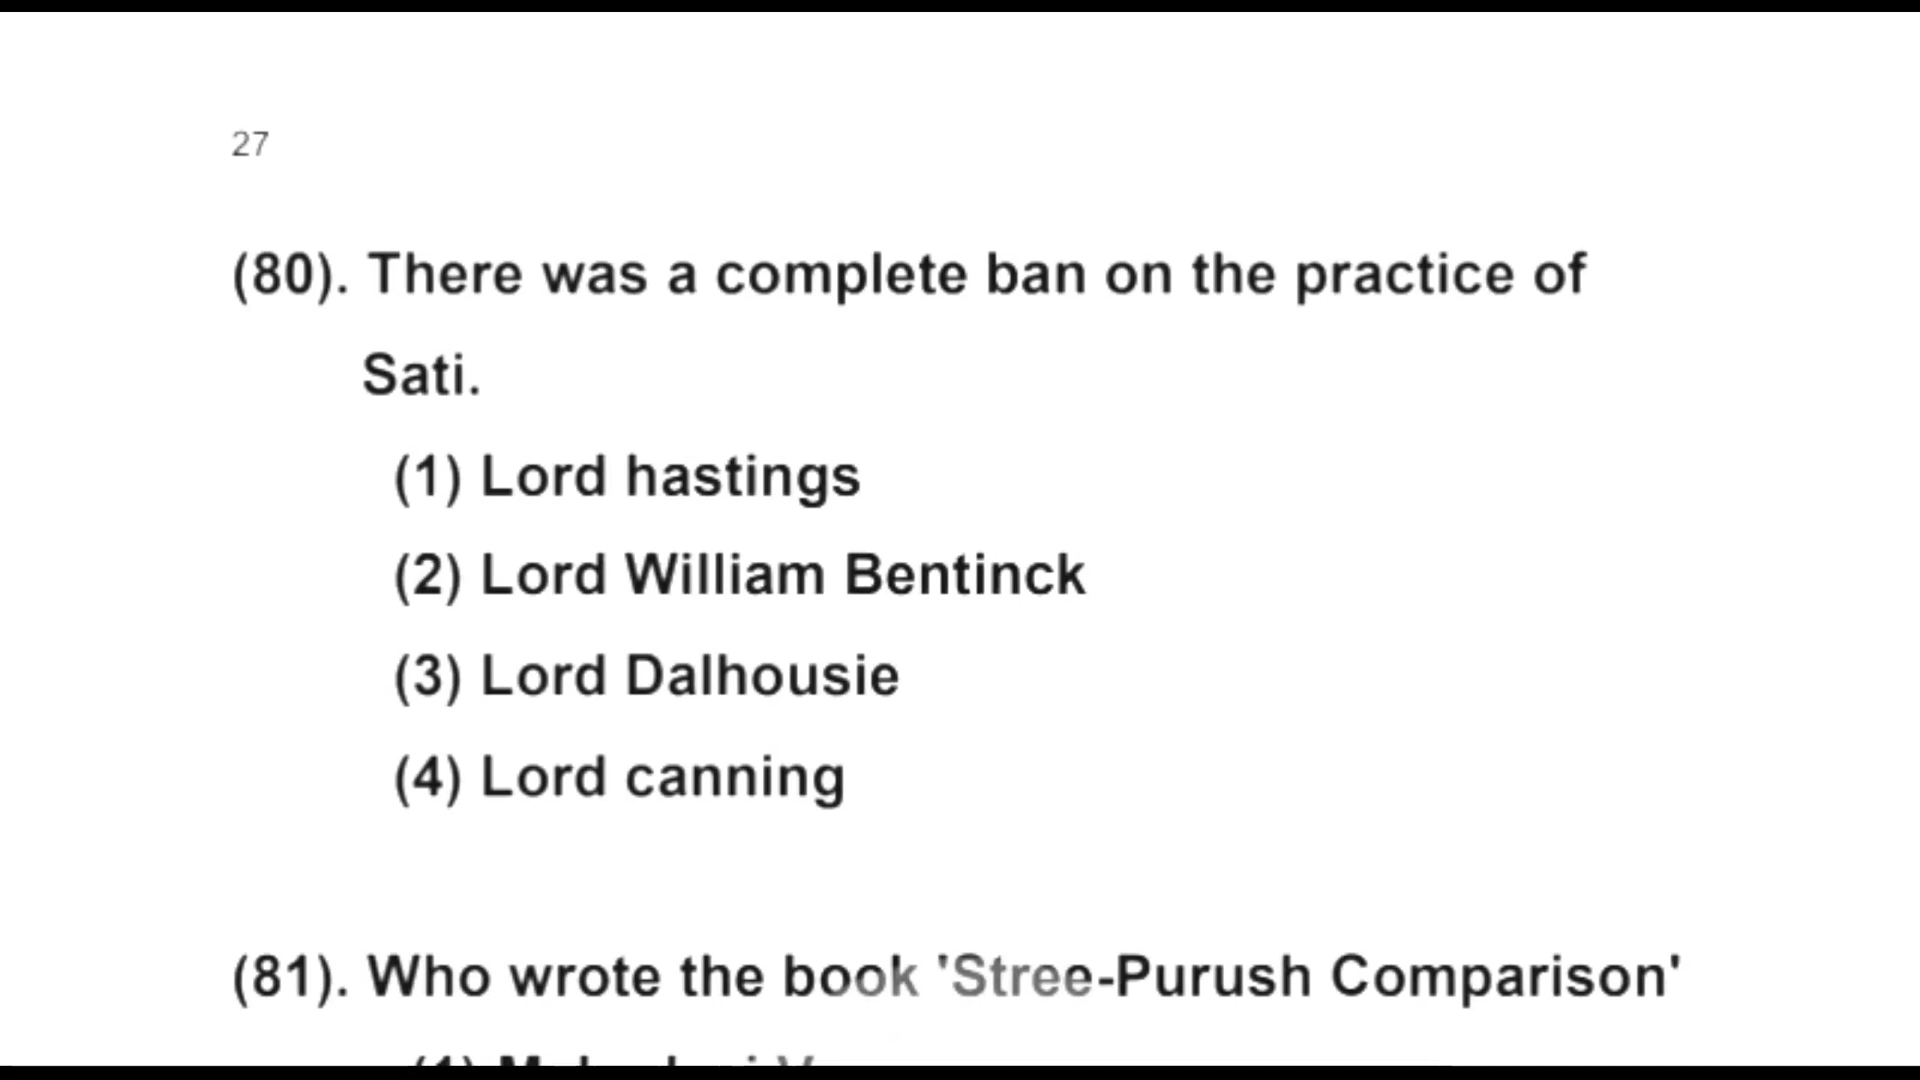 27
(80). There was a complete ban on the practice of
Sati.
(1) Lord hastings
(2) Lord William Bentinck
(3) Lord Dalhousie
(4) Lord canning
(81). Who wrote the book 'Stree-Purush Comparison'
(1)